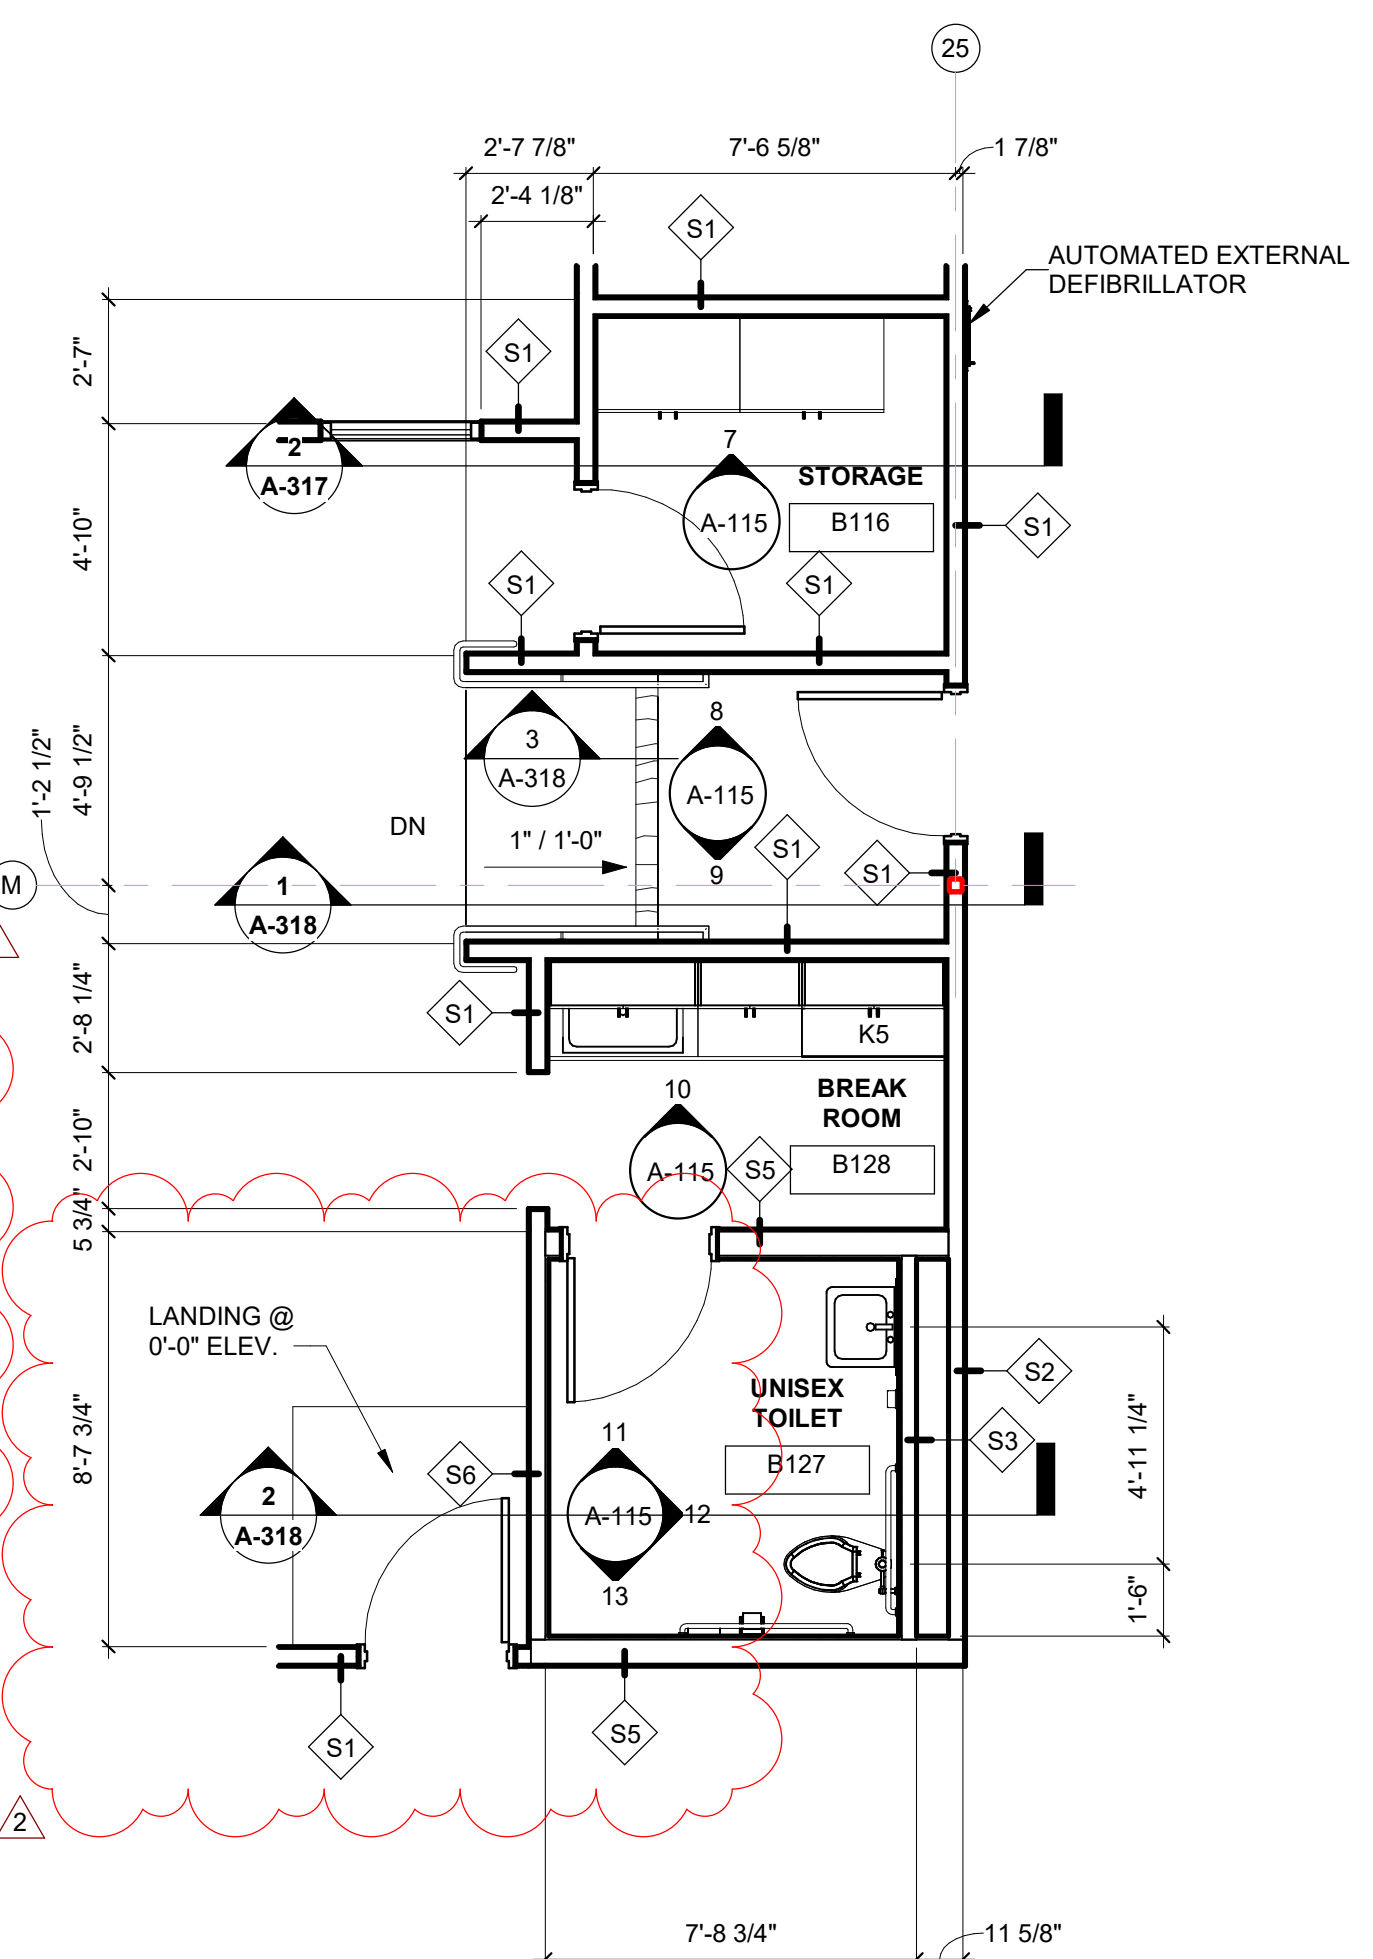 25
2'-7 7/8"
7'-6 5/8"
1 7/8"
2'-4 1/8"
S1
AUTOMATED EXTERNAL
DEFIBRILLATOR
2'-7"
S1
7
2
A-317
STORAGE
A-115
B116
S1
4'-10"
S1
S1
8
3
A-318
A-115
1'-2 1/2"
4'-9 1/2"
DN
1" / 1'-0"
S1
9
S1
M
1
A-318
2'-8 1/4"
S1
K5
BREAK
ROOM
10
A-115
S5
B128
2'-10"
5 3/4"
LANDING @
0'-0" ELEV.
S2
UNISEX
TOILET
8'-7 3/4"
11
S3
4'-11 1/4"
S6
B127
2
A-318
A-115
12
13
1'-6"
S1
S5
2
7'-8 3/4"
11 5/8"